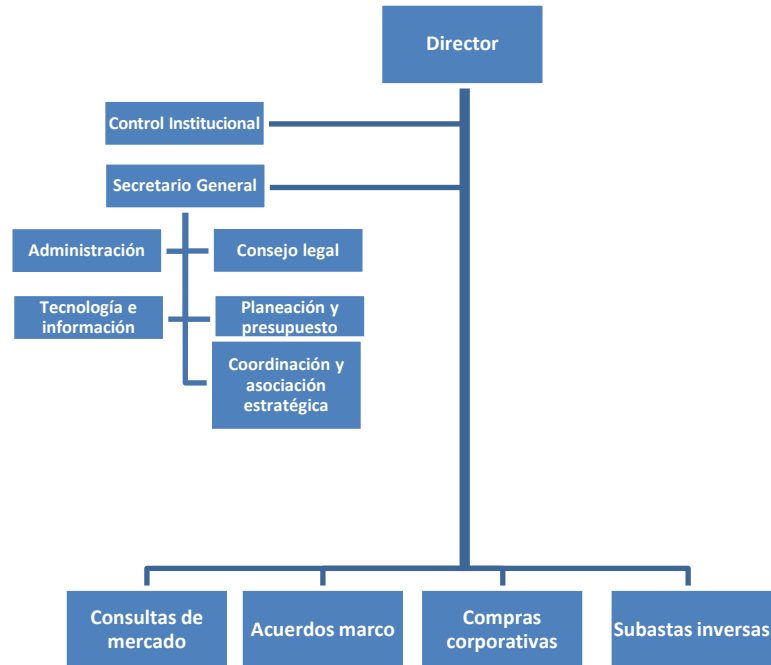 Director
Control Institucional
Secretario General
Administración
Consejo legal
Tecnología e
información
Planeación y
presupuesto
Coordinación y
asociación
estratégica
Consultas de
mercado
Acuerdos marco
Compras
corporativas
Subastas inversas